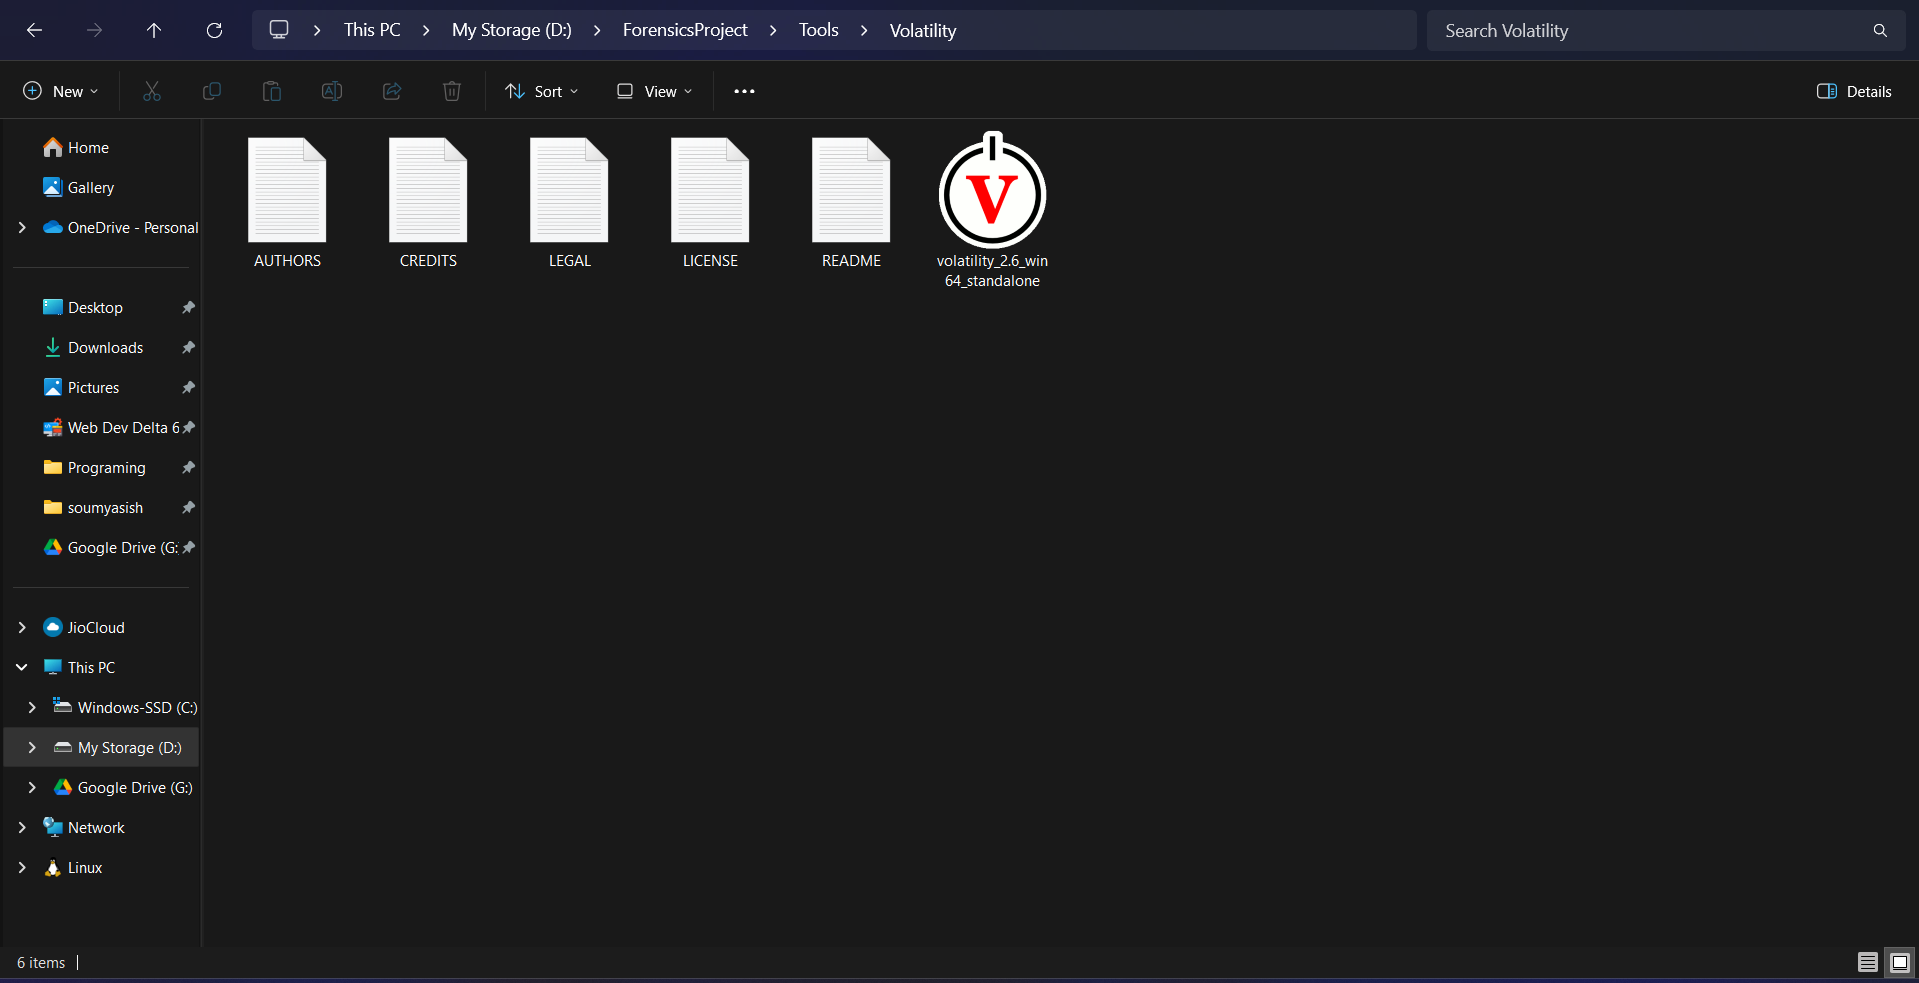 This PC
My Storage (D:)
ForensicsProject
Tools
Volatility
Search Volatility
New
Sort
View
Details
Home
Gallery
OneDrive - Personal
Desktop
Downloads
Pictures
Web Dev Delta 6
Programing
soumyasish
Google Drive (G:
JioCloud
This PC
Windows-SSD (C:)
My Storage (D:)
Google Drive (G:)
Network
Linux
AUTHORS
CREDITS
LEGAL
LICENSE
README
V
volatility_2.6_win
64_standalone
6 items